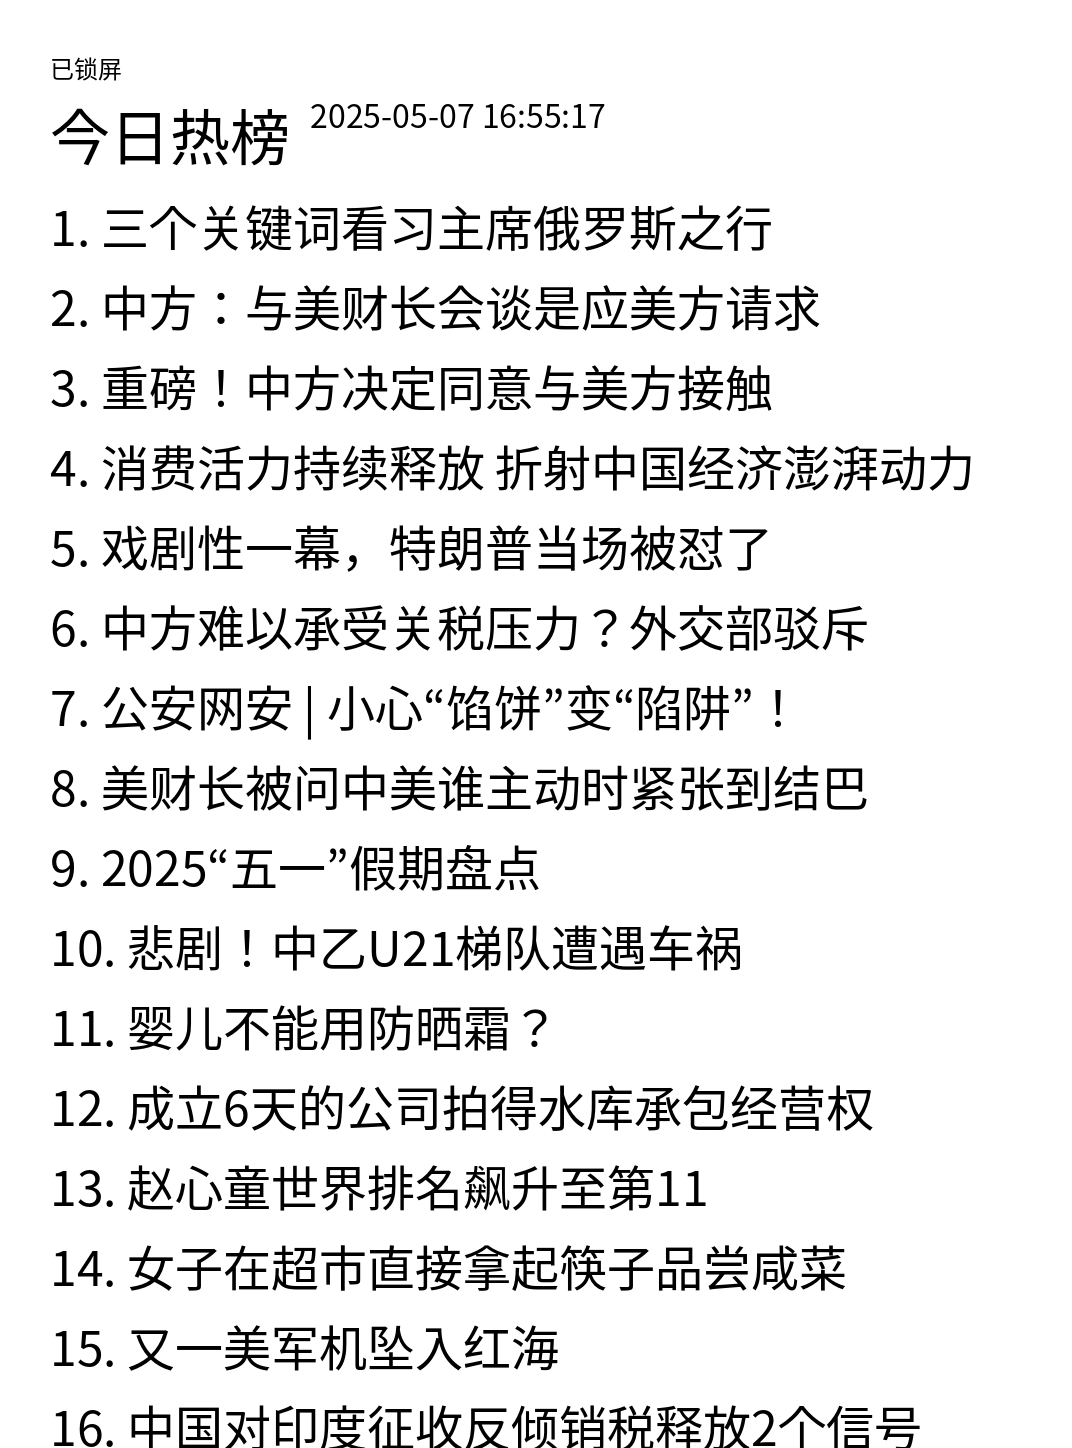 已锁屏
今日热榜 2025-05-07 16:55:17
1. 三个关键词看习主席俄罗斯之行
2. 中方：与美财长会谈是应美方请求
3. 重磅！中方决定同意与美方接触
4. 消费活力持续释放 折射中国经济澎湃动力
5. 戏剧性一幕，特朗普当场被怼了
6. 中方难以承受关税压力？外交部驳斥
7. 公安网安 | 小心“馅饼”变“陷阱”！
8. 美财长被问中美谁主动时紧张到结巴
9. 2025“五一”假期盘点
10. 悲剧！中乙U21梯队遭遇车祸
11. 婴儿不能用防晒霜？
12. 成立6天的公司拍得水库承包经营权
13. 赵心童世界排名飙升至第11
14. 女子在超市直接拿起筷子品尝咸菜
15. 又一美军机坠入红海
16. 中国对印度征收反倾销税释放2个信号